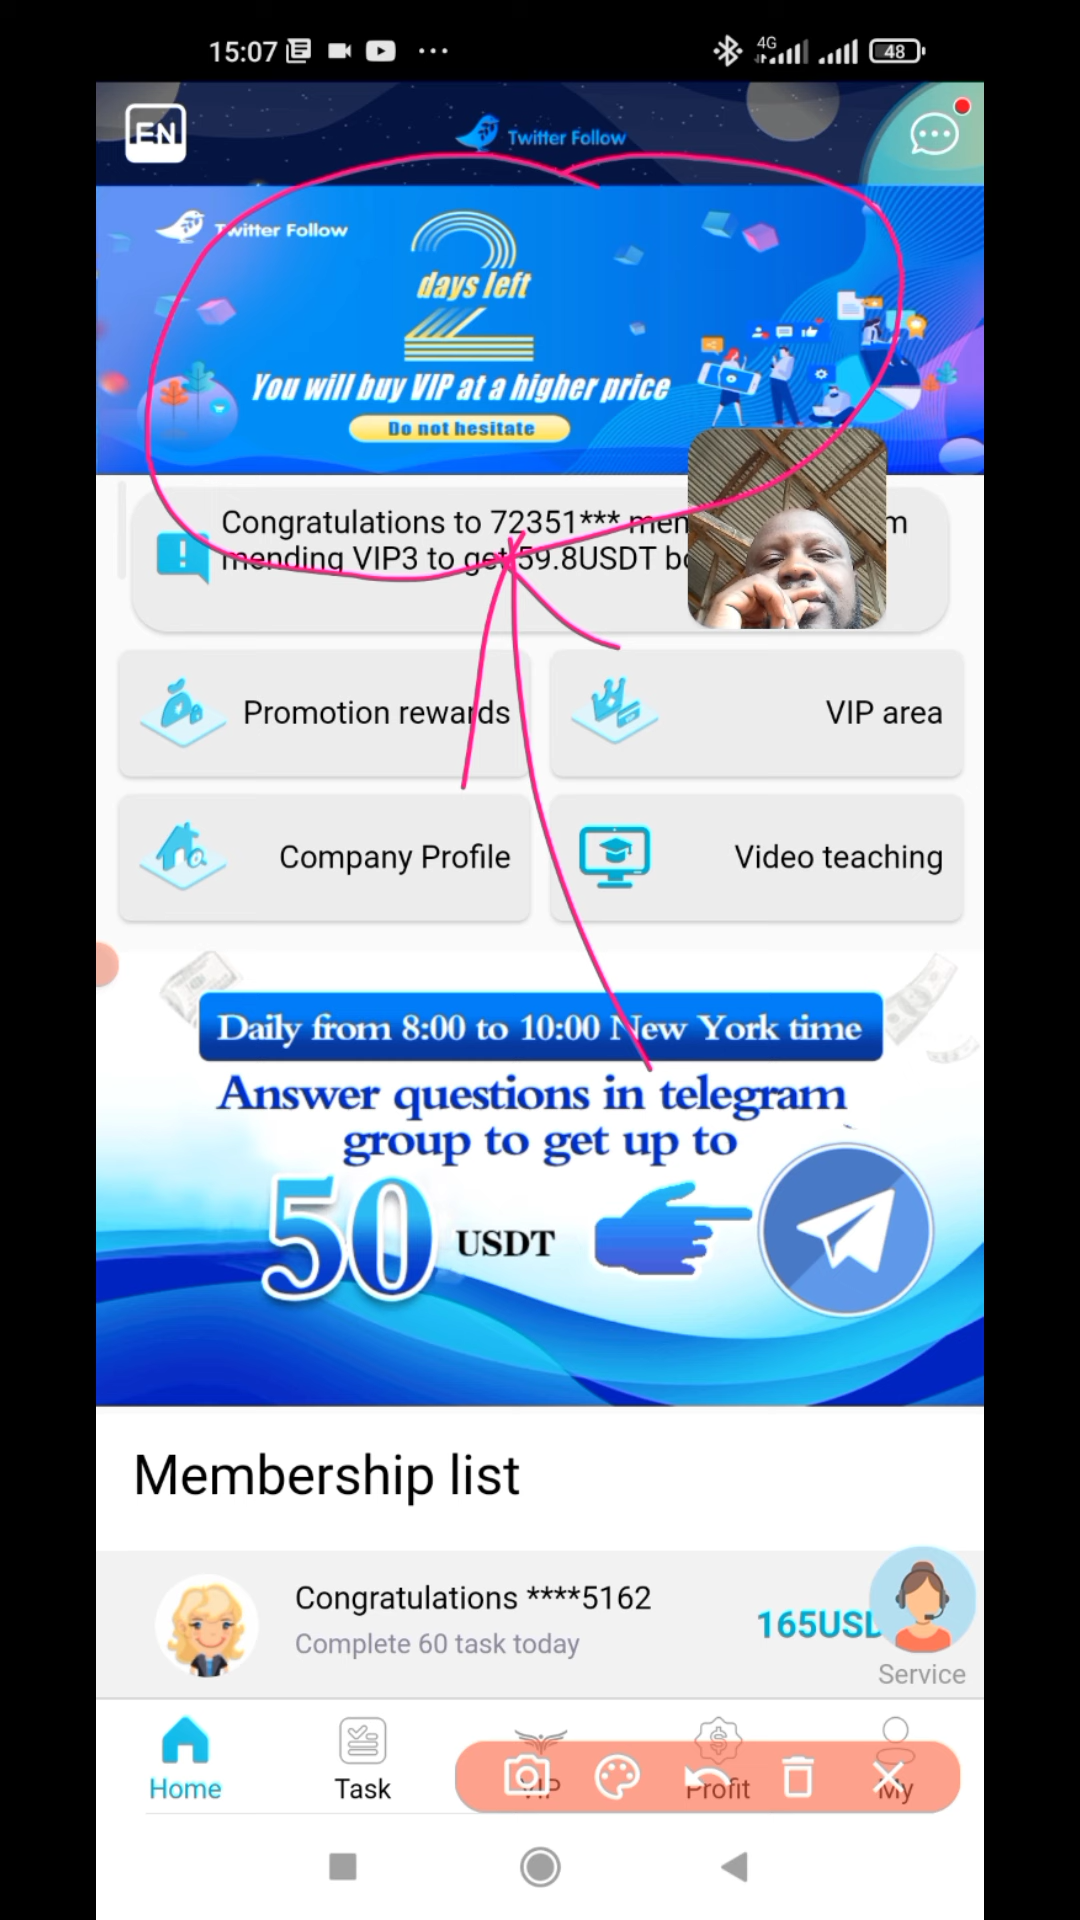 15:07
4G
48
EN
Twitter Follow
Twitter Follow
2
days left
You will buy VIP at a higher price
Do not hesitate
Congratulations to 72351***
mending VIP3 to get 59.8USDT
Promotion rewards
VIP area
Company Profile
Video teaching
Daily from 8:00 to 10:00 New York time
Answer questions in telegram
group to get up to
50 USDT
Membership list
Congratulations ****5162
Complete 60 task today
165USD
Service
Home
Task
VIP
Profit
My